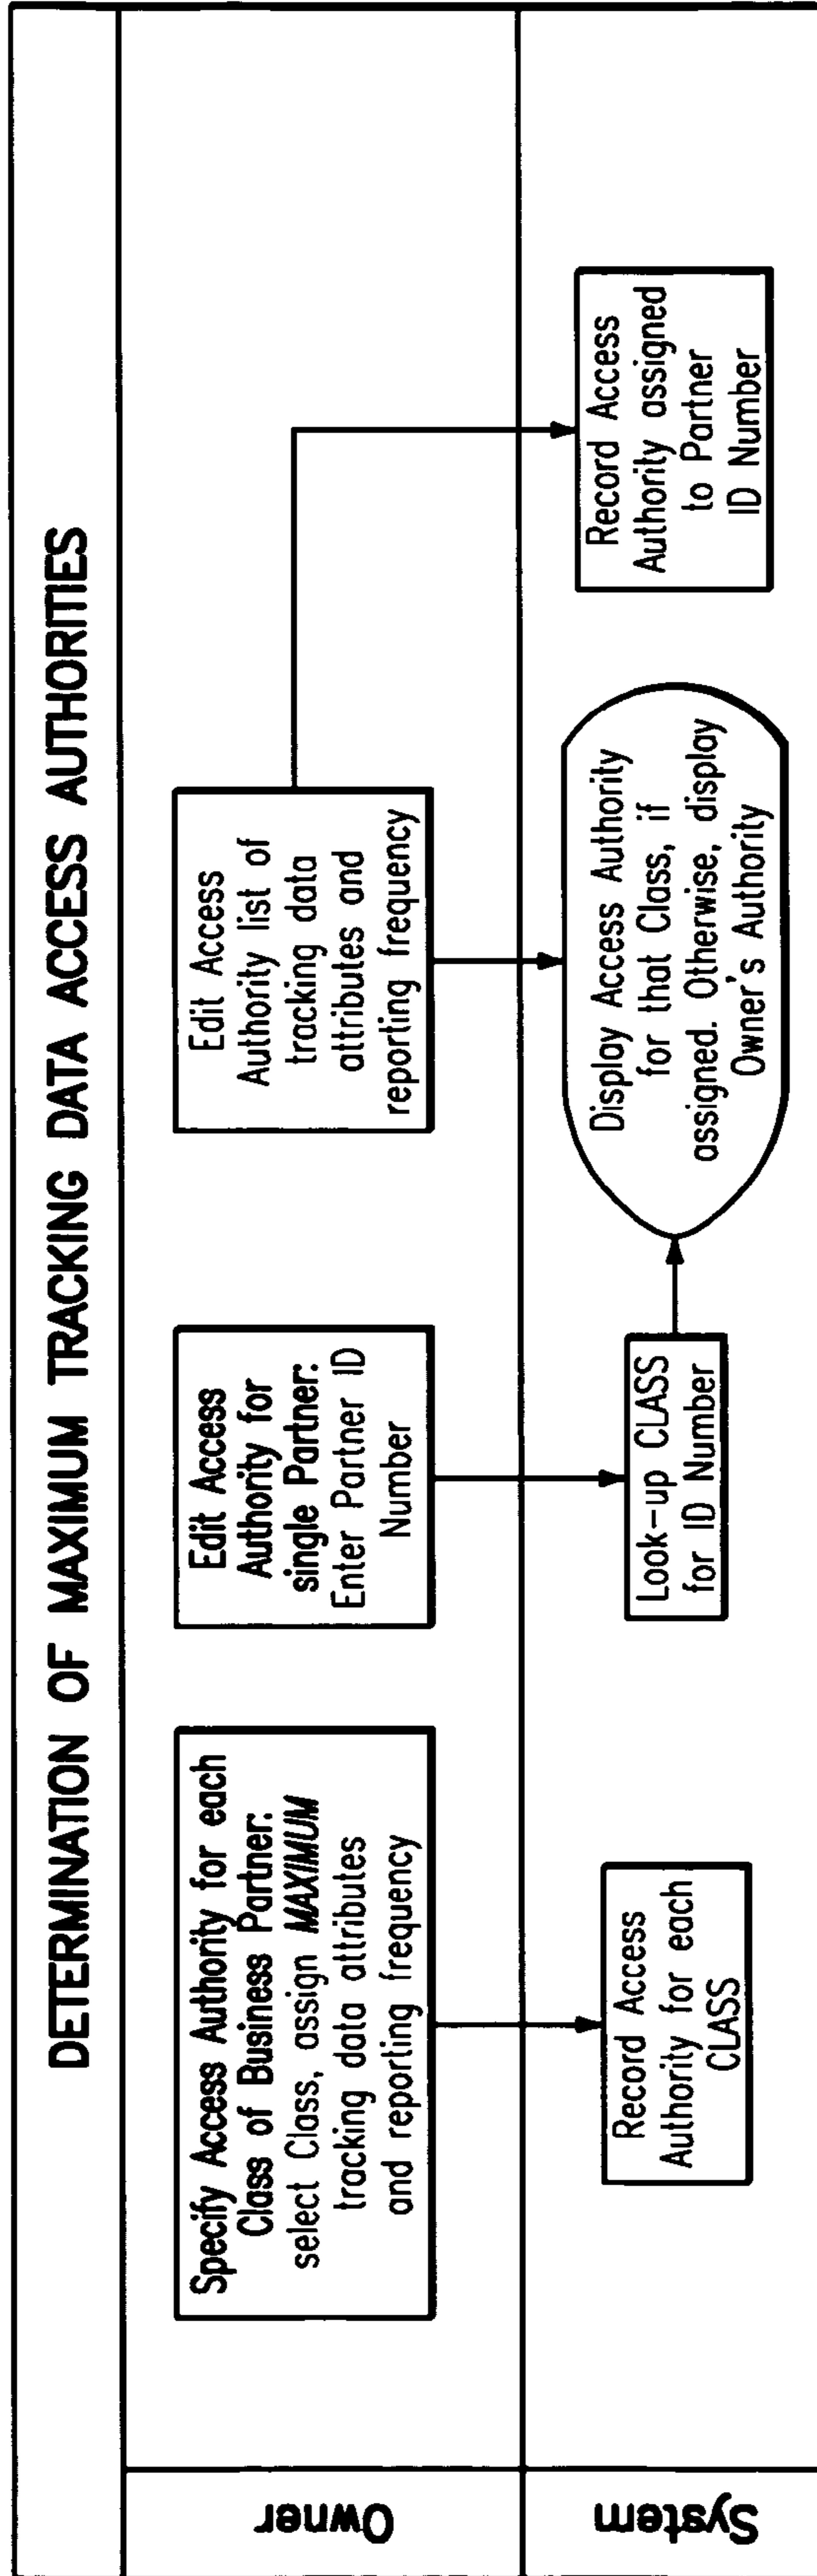 DETERMINATION OF MAXIMUM TRACKING DATA ACCESS AUTHORITIES
Owner
Specify Access Authority for each
Class of Business Partner:
select Class, assign MAXIMUM
tracking data attributes
and reporting frequency
Edit Access
Authority for
single Partner:
Enter Partner ID
Number
Edit Access
Authority list of
tracking data
attributes and
reporting frequency
System
Record Access
Authority for each
CLASS
Look-up CLASS
for ID Number
Display Access Authority
for that Class, if
assigned. Otherwise, display
Owner's Authority
Record Access
Authority assigned
to Partner
ID Number